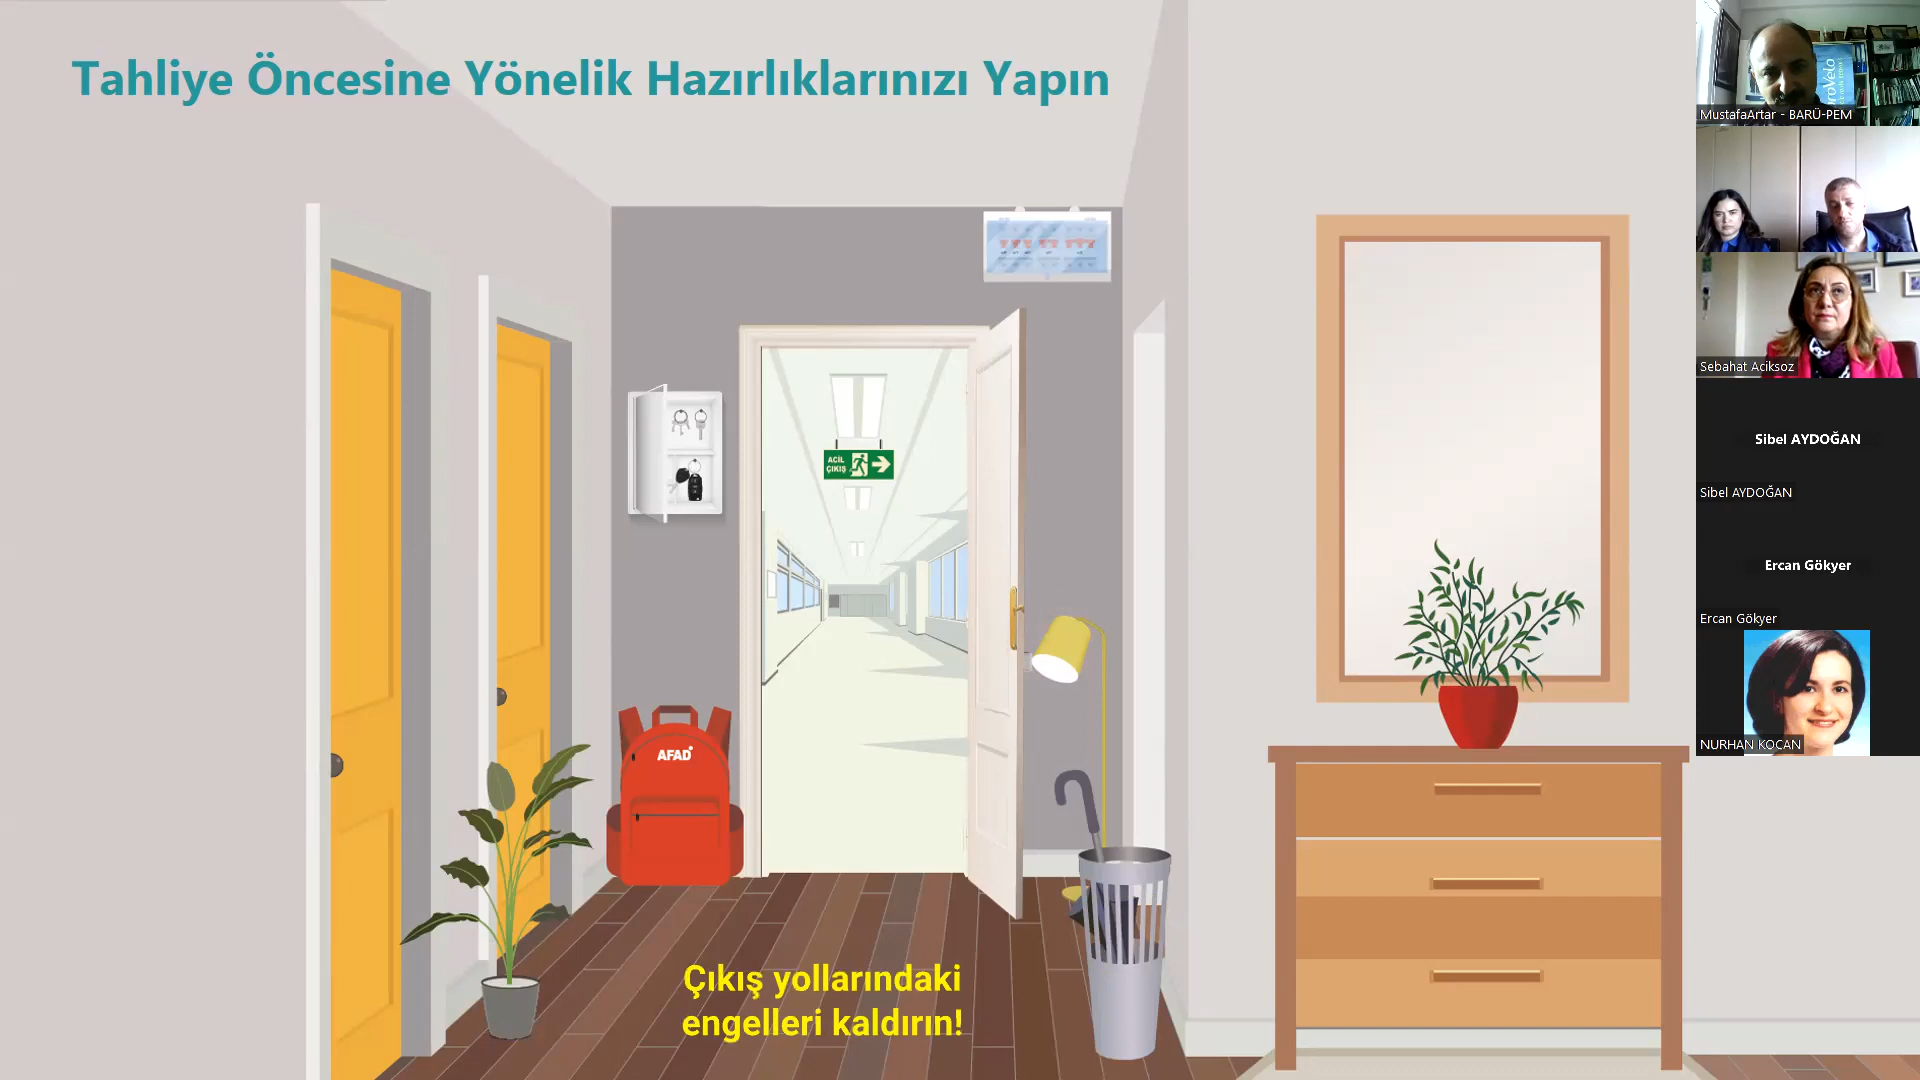 Tahliye Öncesine Yönelik Hazırlıklarınızı Yapın
ACİL
ÇIKIŞ
AFAD
Çıkış yollarındaki
engelleri kaldırın!
MustafaArtar - BARÜ-PEM
Sebahat Aciksoz
Sibel AYDOĞAN
Sibel AYDOĞAN
Ercan Gökyer
Ercan Gökyer
NURHAN KOCAN